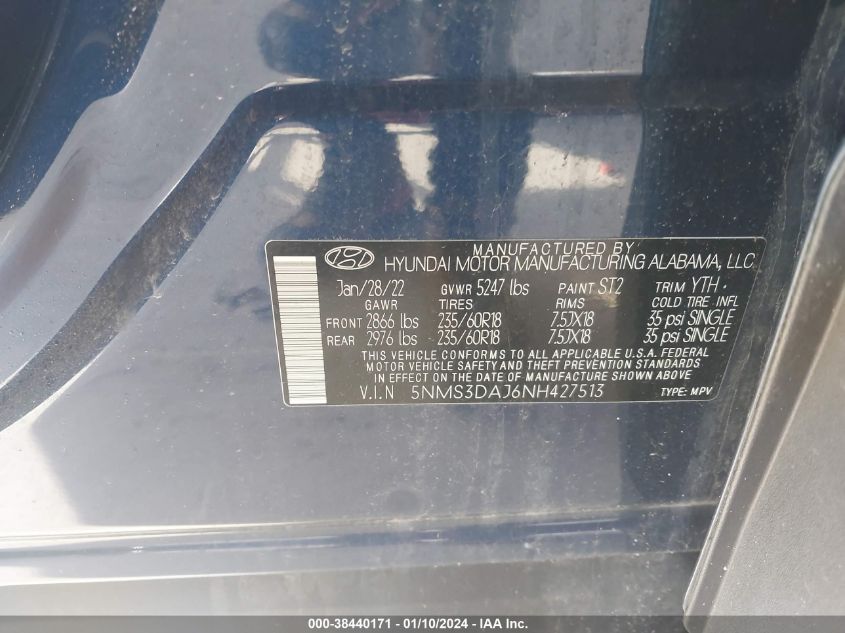 MANUFACTURED BY
HYUNDAI MOTOR MANUFACTURING ALABAMA, LLC
Jan/28/22 GVWR 5247 lbs PAINT ST2 TRIM YTH
GAWR TIRES RIMS COLD TIRE INFL
FRONT 2866 lbs 235/60R18 7.5JX18 35 psi SINGLE
REAR 2976 lbs 235/60R18 7.5JX18 35 psi SINGLE
THIS VEHICLE CONFORMS TO ALL APPLICABLE U.S.A. FEDERAL
MOTOR VEHICLE SAFETY AND THEFT PREVENTION STANDARDS
IN EFFECT ON THE DATE OF MANUFACTURE SHOWN ABOVE
V.I.N 5NMS3DAJ6NH427513 TYPE: MPV
000-38440171 - 01/10/2024 - IAA Inc.